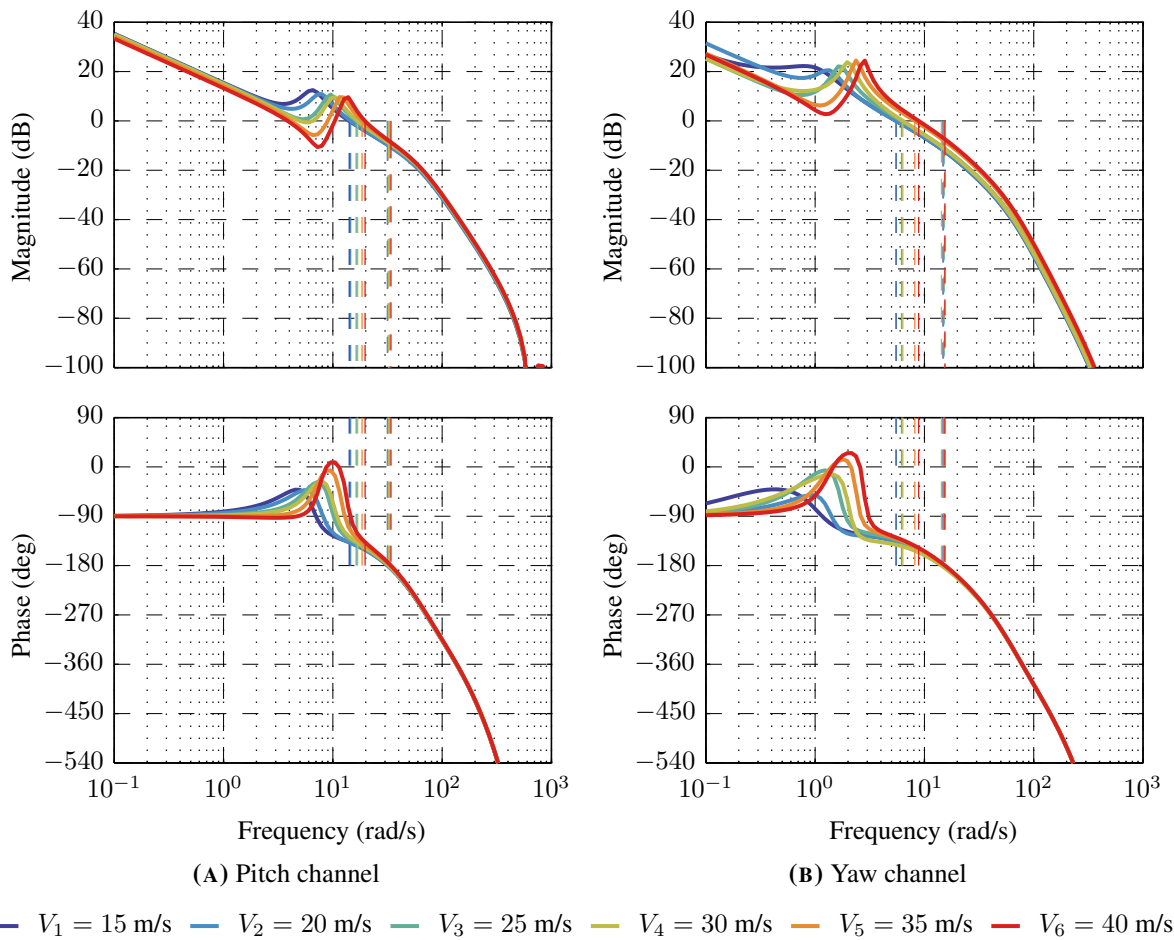 40
20
0
−20
−40
−60
−80
−100
Magnitude (dB)
40
20
0
−20
−40
−60
−80
−100
Magnitude (dB)
90
0
−90
−180
−270
−360
−450
−540
Phase (deg)
10⁻¹ 10⁰ 10¹ 10² 10³
Frequency (rad/s)
(A) Pitch channel
90
0
−90
−180
−270
−360
−450
−540
Phase (deg)
10⁻¹ 10⁰ 10¹ 10² 10³
Frequency (rad/s)
(B) Yaw channel
V₁ = 15 m/s V₂ = 20 m/s V₃ = 25 m/s V₄ = 30 m/s V₅ = 35 m/s V₆ = 40 m/s